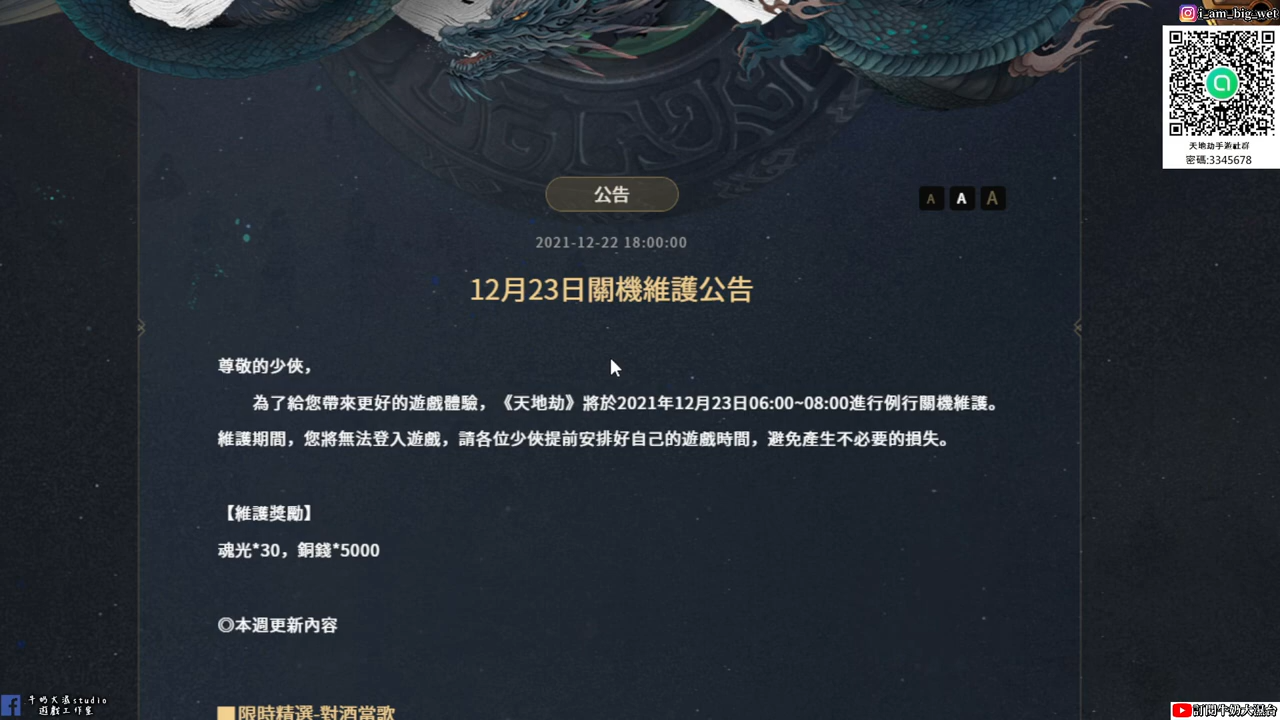 i_am_big_wet
天地劫手遊社群
密碼:3345678
公告
A A A
2021-12-22 18:00:00
12月23日關機維護公告
尊敬的少俠，
為了給您帶來更好的遊戲體驗，《天地劫》將於2021年12月23日06:00~08:00進行例行關機維護。
維護期間，您將無法登入遊戲，請各位少俠提前安排好自己的遊戲時間，避免產生不必要的損失。
【維護獎勵】
魂光*30，銅錢*5000
◎本週更新內容
■限時精選-對酒當歌
牛奶大濕studio
遊戲工作室
訂閱牛奶大濕台